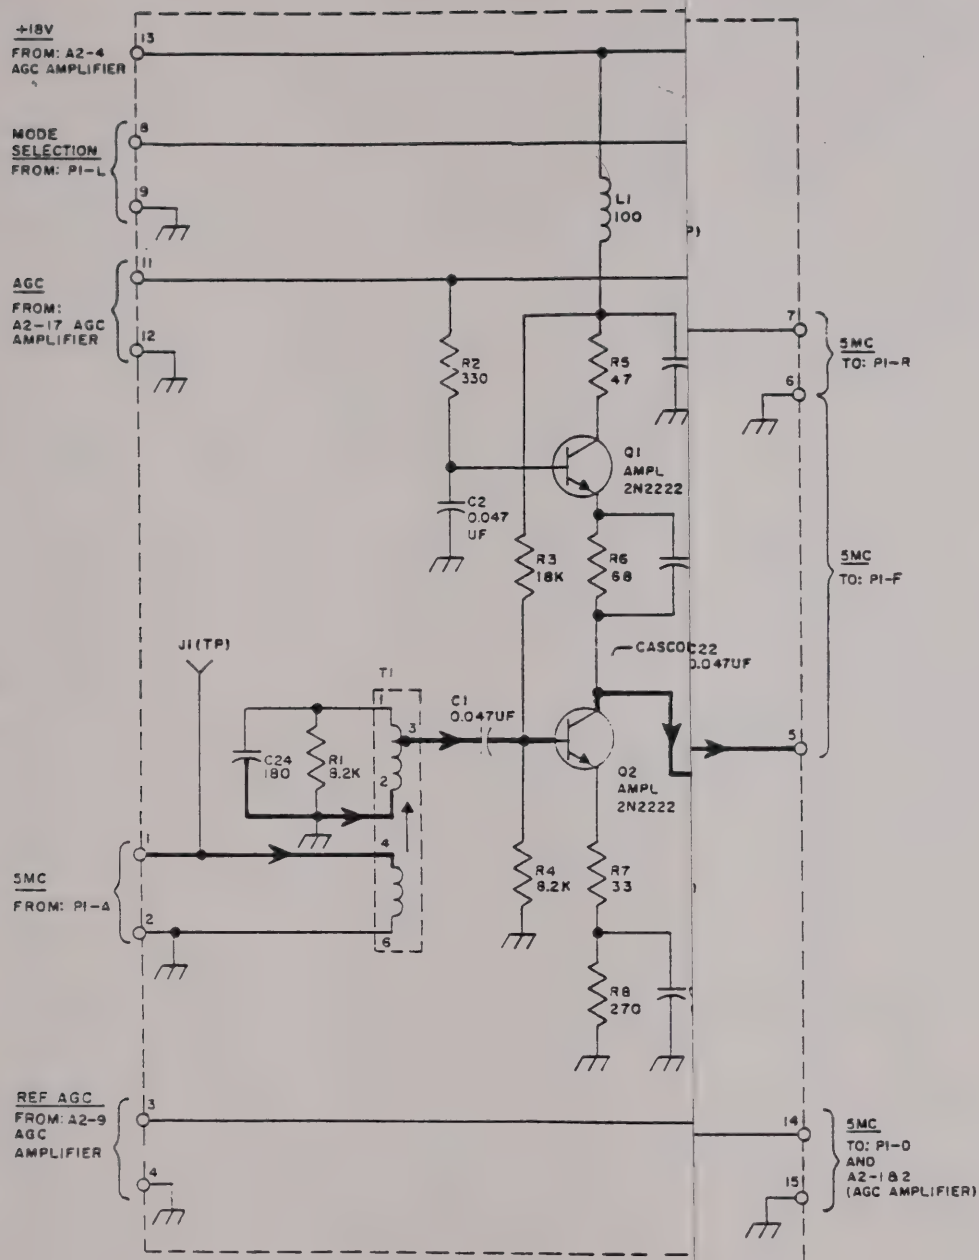 +18V
13
FROM: A2-4
AGC AMPLIFIER
MODE
SELECTION
FROM: P1-L
8
9
L1
100
P)
AGC
FROM:
A2-17 AGC
AMPLIFIER
11
12
R2
330
R5
47
7
5MC
TO: P1-R
6
Q1
AMPL
2N2222
C2
0.047
UF
R3
18K
R6
68
5MC
TO: P1-F
J1(TP)
CASCO
C22
0.047UF
T1
1
C1
0.047UF
3
5
C24
180
R1
8.2K
2
Q2
AMPL
2N2222
1
4
5MC
FROM: P1-A
R4
8.2K
R7
33
)
2
6
R8
270
REF AGC
FROM: A2-9
AGC
AMPLIFIER
3
4
14
5MC
TO: P1-D
AND
A2-1&2
(AGC AMPLIFIER)
15